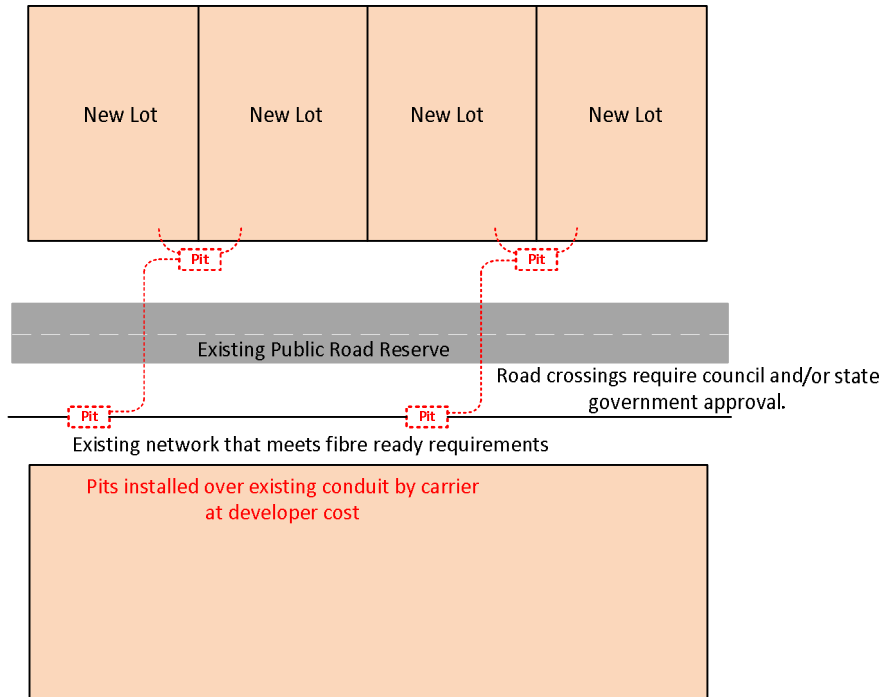 New Lot
New Lot
New Lot
New Lot
Pit
Pit
Existing Public Road Reserve
Road crossings require council and/or state
government approval.
Pit
Pit
Existing network that meets fibre ready requirements
Pits installed over existing conduit by carrier
at developer cost